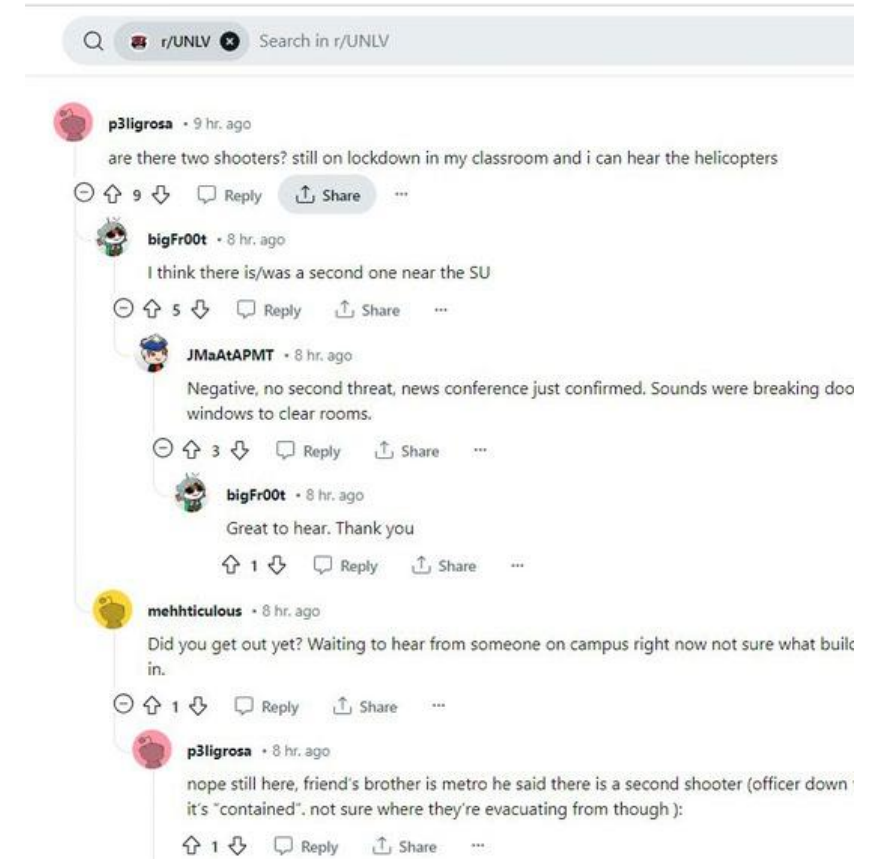 r/UNLV Search in r/UNLV
p3ligrosa • 9 hr. ago
are there two shooters? still on lockdown in my classroom and i can hear the helicopters
9 Reply Share ...
bigFr00t • 8 hr. ago
I think there is/was a second one near the SU
5 Reply Share ...
JMaAtAPMT • 8 hr. ago
Negative, no second threat, news conference just confirmed. Sounds were breaking doo
windows to clear rooms.
3 Reply Share ...
bigFr00t • 8 hr. ago
Great to hear. Thank you
1 Reply Share ...
mehhticulous • 8 hr. ago
Did you get out yet? Waiting to hear from someone on campus right now not sure what build
in.
1 Reply Share ...
p3ligrosa • 8 hr. ago
nope still here, friend's brother is metro he said there is a second shooter (officer down
it's "contained". not sure where they're evacuating from though ):
1 Reply Share ...